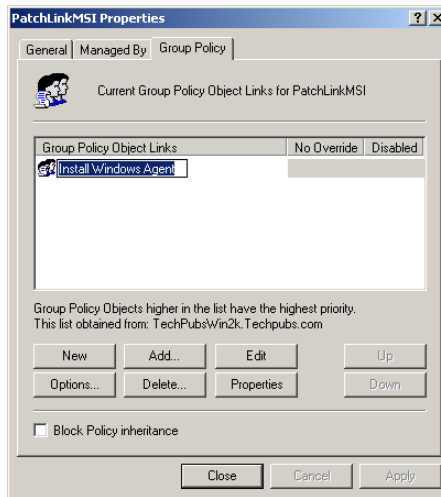 PatchLinkMSI Properties
General Managed By Group Policy
Current Group Policy Object Links for PatchLinkMSI
Group Policy Object Links No Override Disabled
Install Windows Agent
Group Policy Objects higher in the list have the highest priority.
This list obtained from: TechPubsWin2k.Techpubs.com
New Add... Edit Up
Options... Delete... Properties Down
Block Policy inheritance
Close Cancel Apply